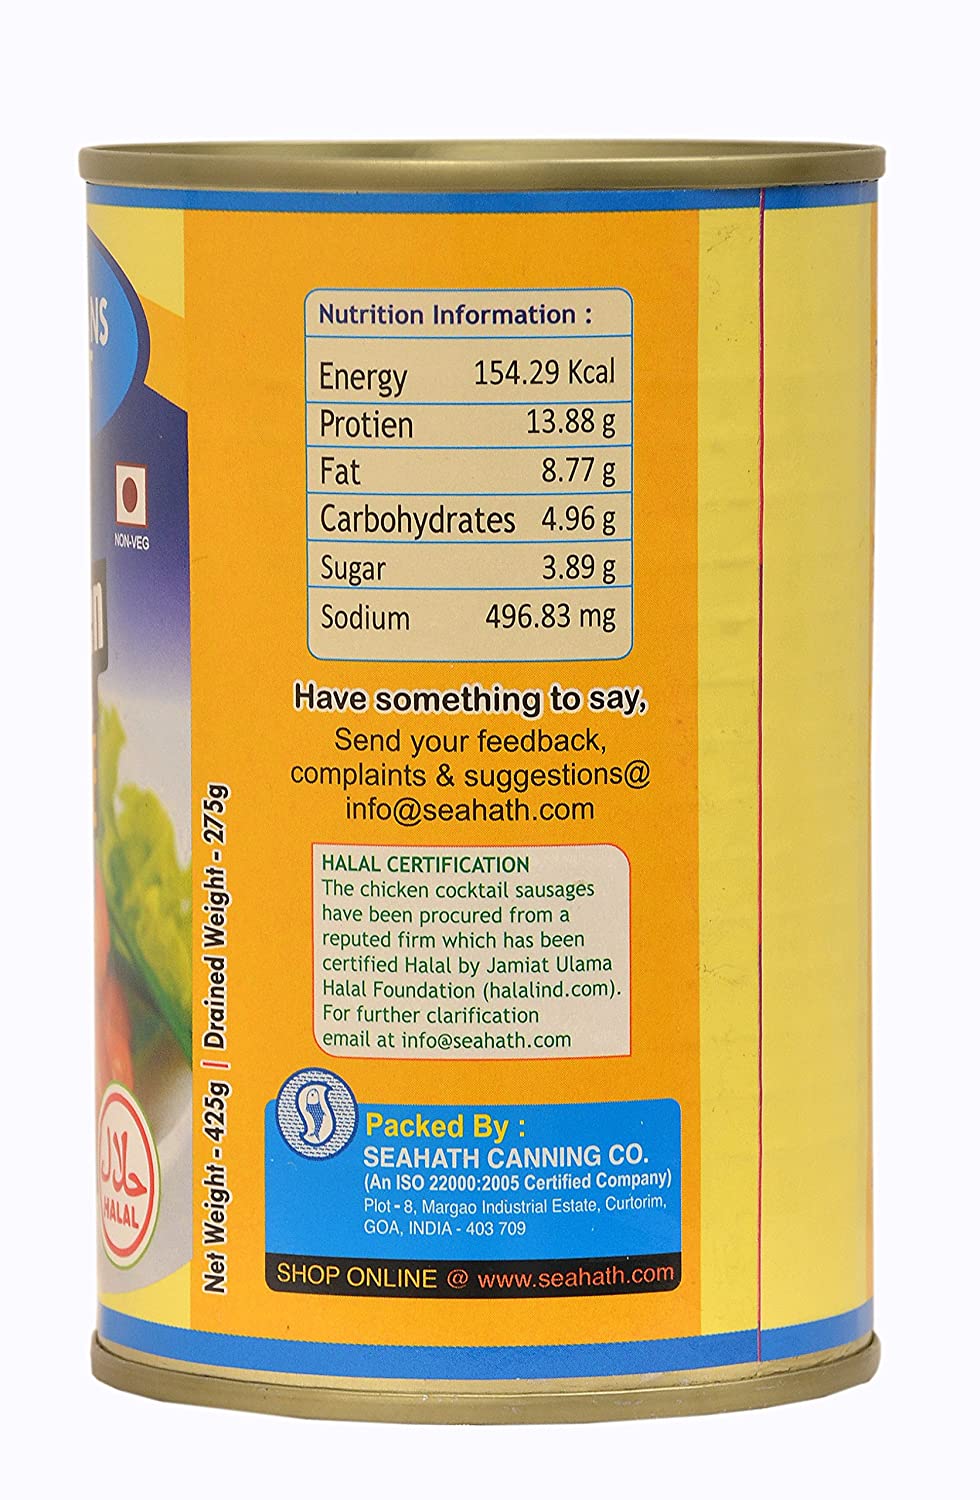 NS
NON-VEG
Nutrition Information :
Energy 154.29 Kcal
Protien 13.88 g
Fat 8.77 g
Carbohydrates 4.96 g
Sugar 3.89 g
Sodium 496.83 mg
Have something to say,
Send your feedback,
complaints & suggestions@
info@seahath.com
HALAL CERTIFICATION
The chicken cocktail sausages
have been procured from a
reputed firm which has been
certified Halal by Jamiat Ulama
Halal Foundation (halalind.com).
For further clarification
email at info@seahath.com
Net Weight - 425g | Drained Weight - 275g
حلال
HALAL
Packed By :
SEAHATH CANNING CO.
(An ISO 22000:2005 Certified Company)
Plot - 8, Margao Industrial Estate, Curtorim,
GOA, INDIA - 403 709
SHOP ONLINE @ www.seahath.com